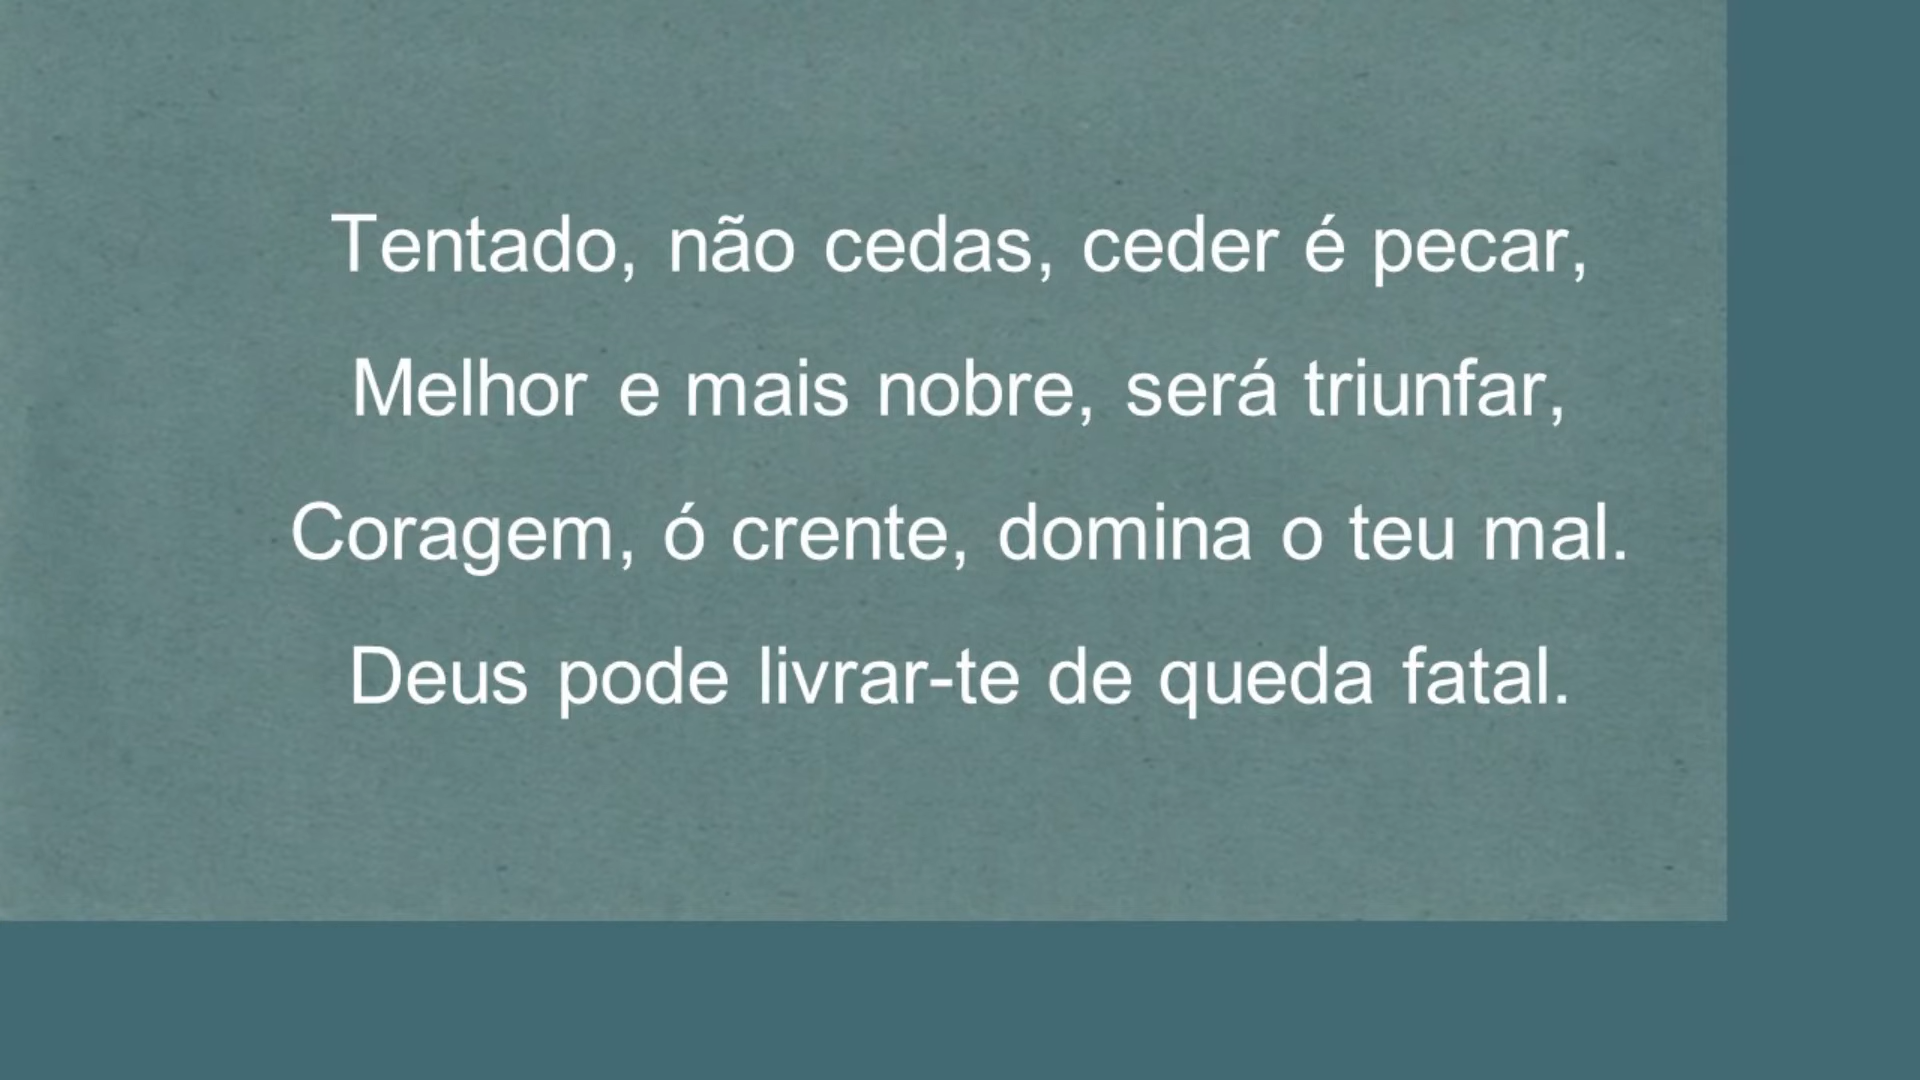 Tentado, não cedas, ceder é pecar,
Melhor e mais nobre, será triunfar,
Coragem, ó crente, domina o teu mal.
Deus pode livrar-te de queda fatal.